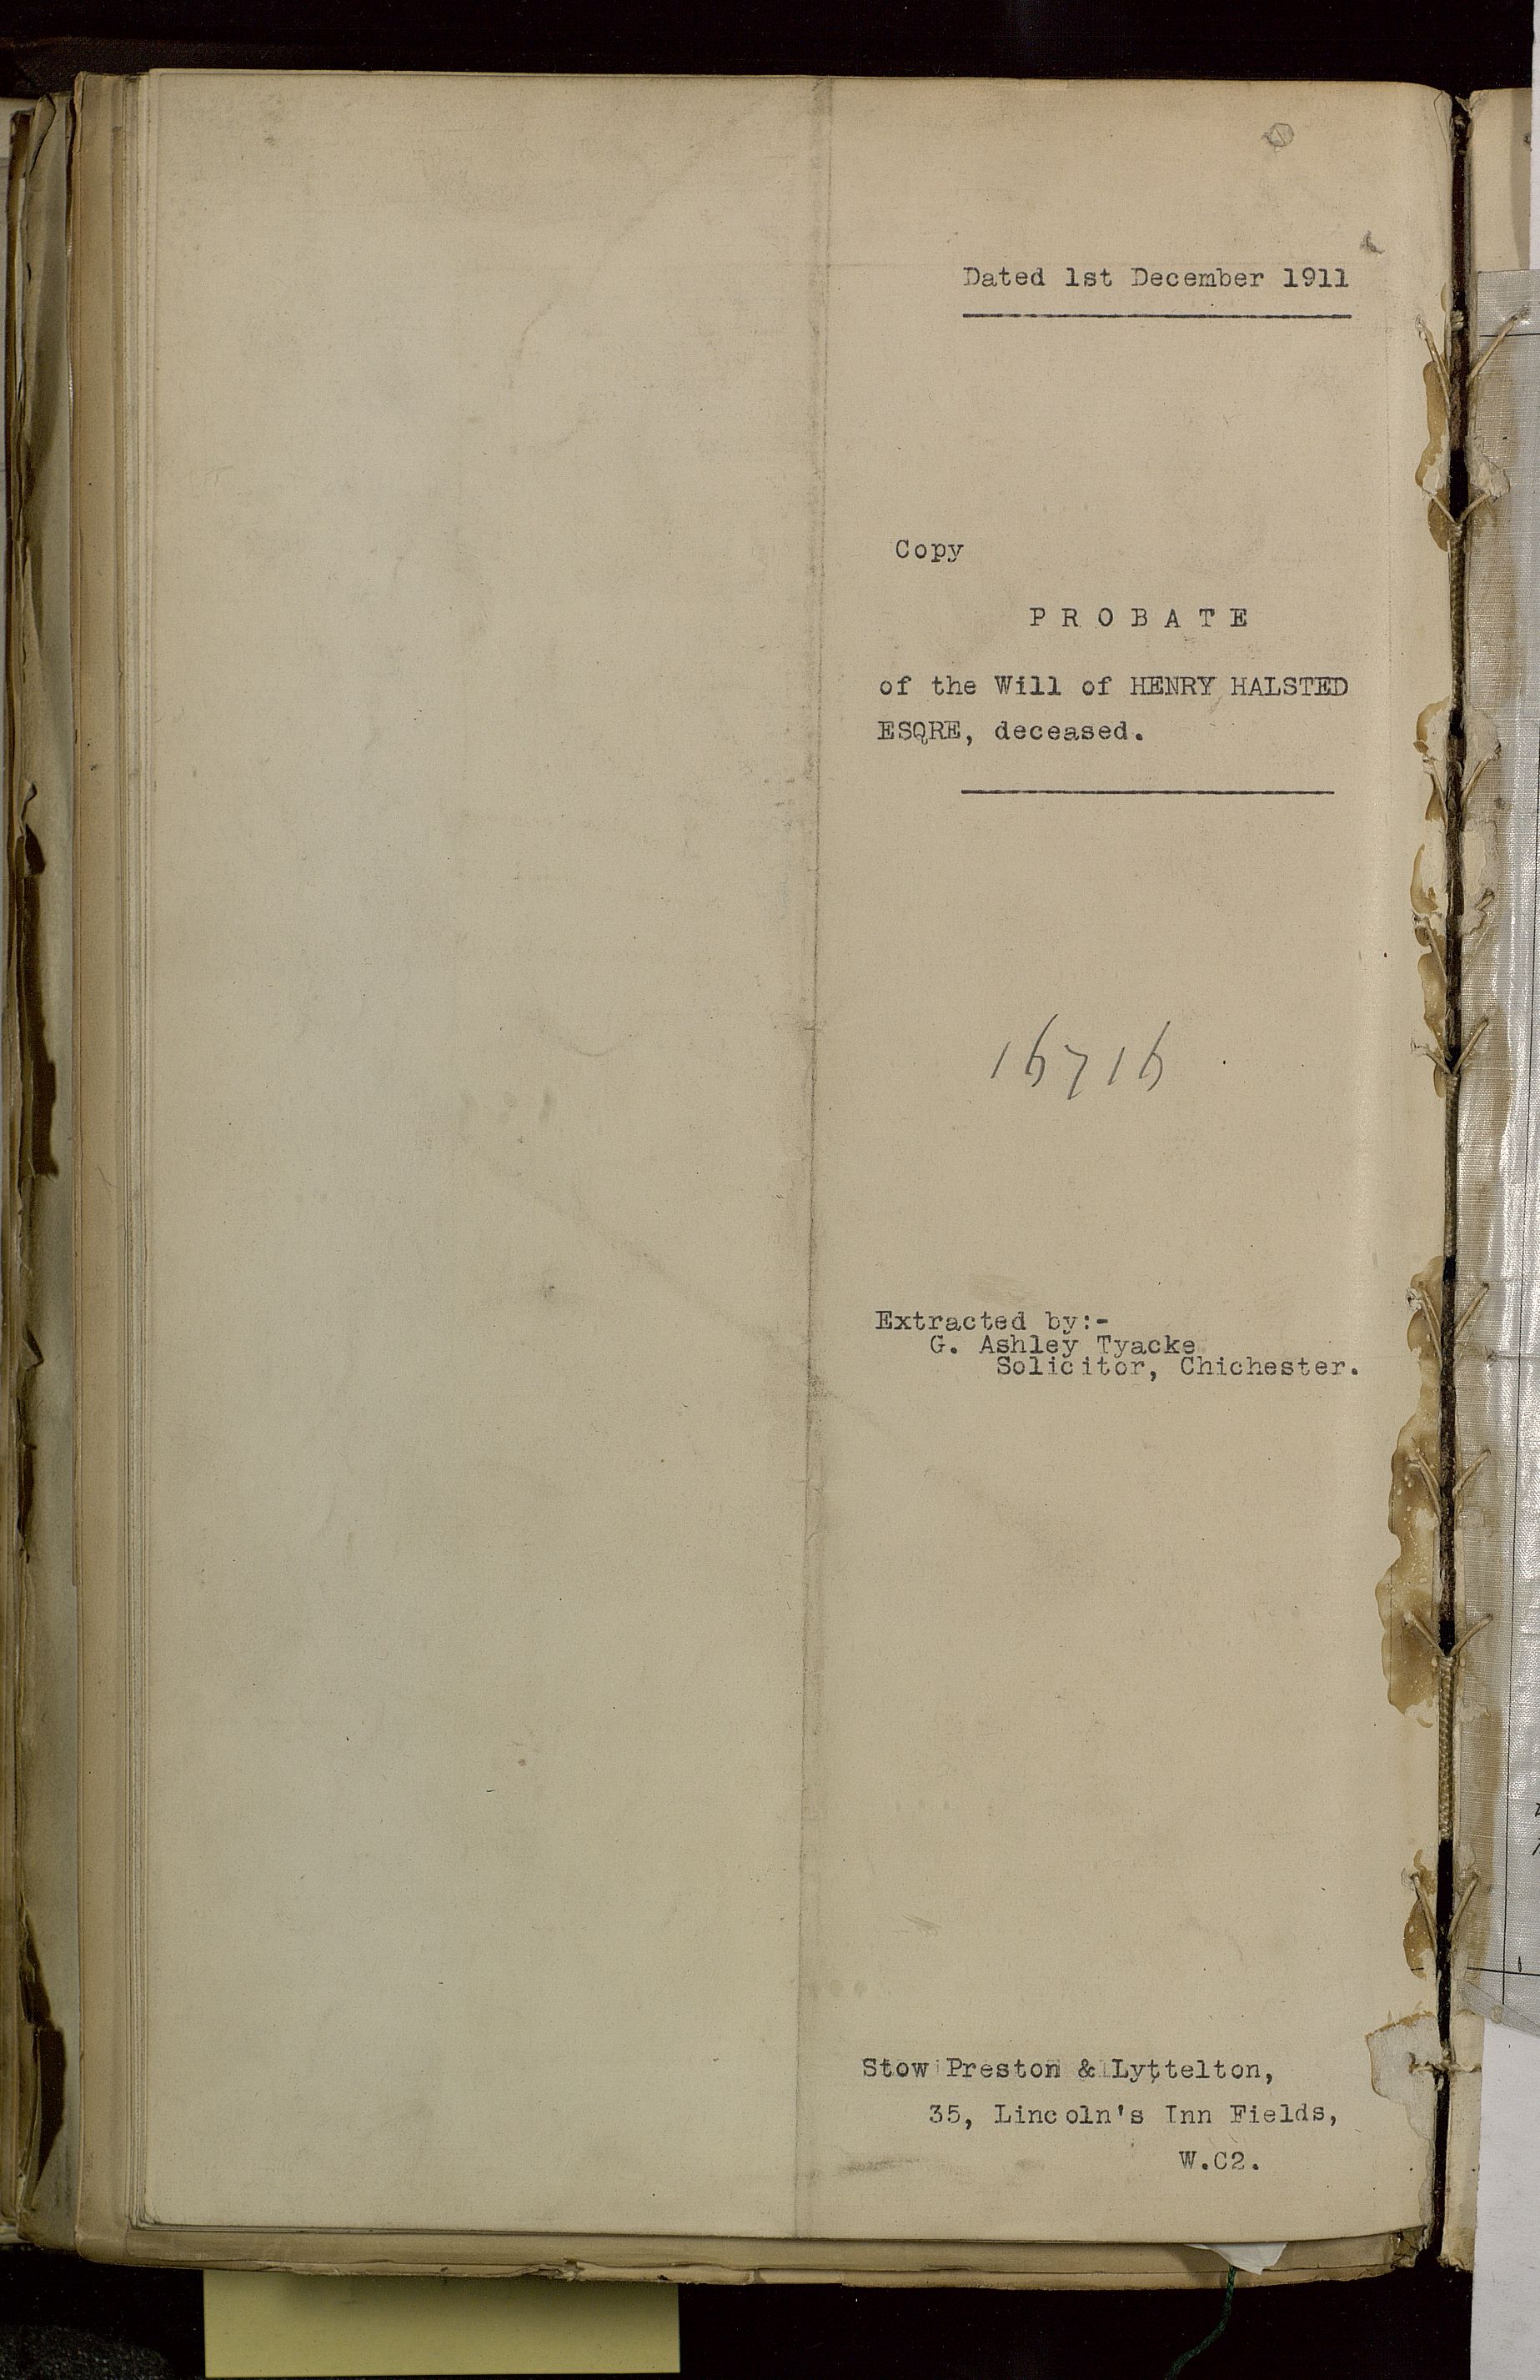 Dated 1st December 1911
Copy
PROBATE
of the Will of HENRY HALSTED
ESQRE, deceased.
16716
Extracted by:-
G. Ashley Tyacke
Solicitor, Chichester.
Stow Preston & Lyttelton,
35, Lincoln's Inn Fields,
W.C2.